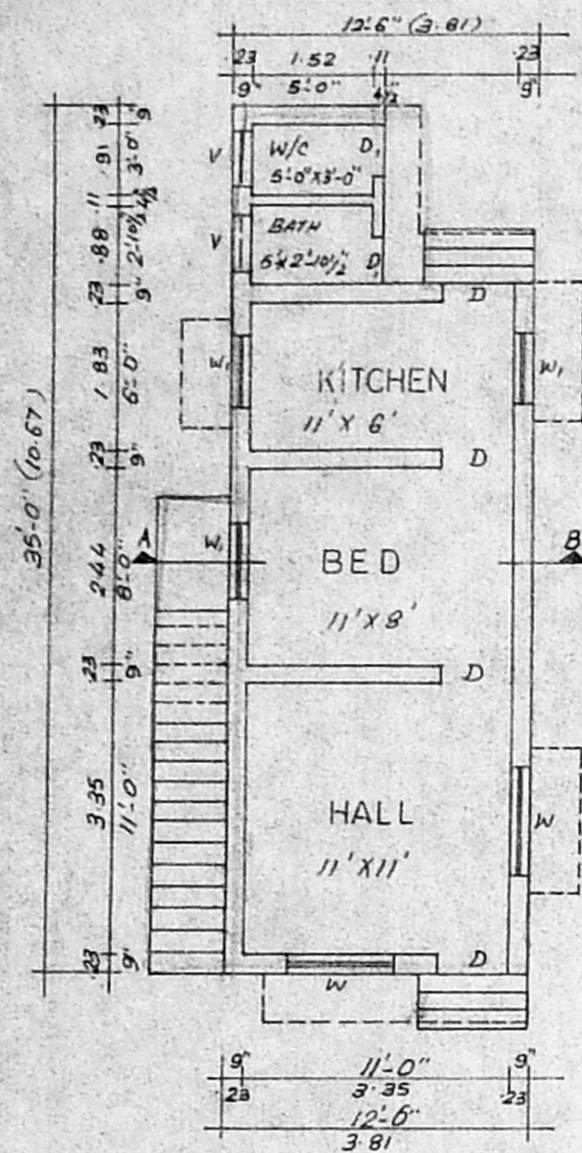 12'-6" (3.81)
.23 1.52 .11 .23
9" 5'-0" 4½" 9"
.23 9"
.91 3'-0"
.11 4½"
.88 2'-10½"
.23 9"
1.83 6'-0"
.23 9"
2.44 8'-0"
.23 9"
3.35 11'-0"
.23 9"
35'-0" (10.67)
V
W/C D₁
5'-0"X3'-0"
V
BATH
5'X2'-10½" D₁
D
W₁
KITCHEN
W₁
11' X 6'
D
A
W₁
BED
B
11' X 8'
D
HALL
W
11' X 11'
D
W
9" 11'-0" 9"
.23 3.35 .23
12'-6"
3.81